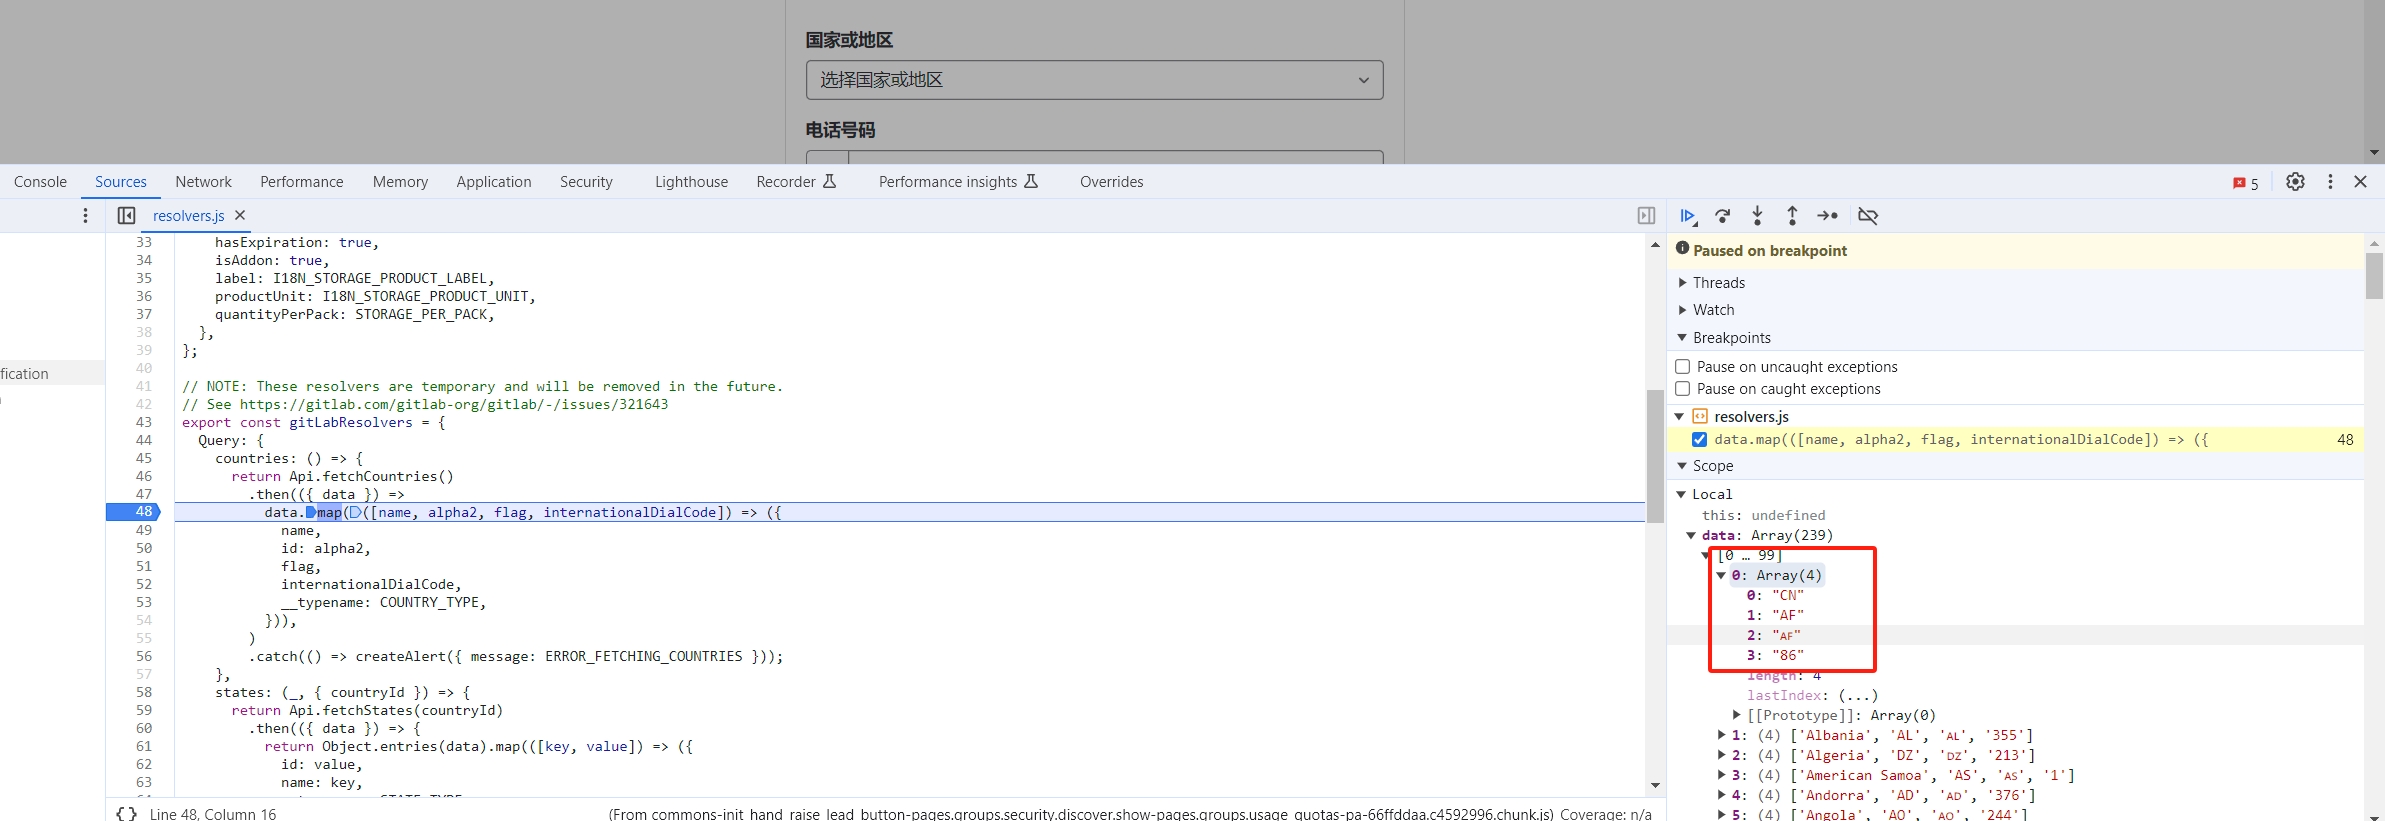 国家或地区
选择国家或地区
电话号码
Console Sources Network Performance Memory Application Security Lighthouse Recorder Performance insights Overrides 5
resolvers.js
fication
33 hasExpiration: true,
34 isAddon: true,
35 label: I18N_STORAGE_PRODUCT_LABEL,
36 productUnit: I18N_STORAGE_PRODUCT_UNIT,
37 quantityPerPack: STORAGE_PER_PACK,
38 },
39 };
40
41 // NOTE: These resolvers are temporary and will be removed in the future.
42 // See https://gitlab.com/gitlab-org/gitlab/-/issues/321643
43 export const gitLabResolvers = {
44 Query: {
45 countries: () => {
46 return Api.fetchCountries()
47 .then(({ data }) =>
48 data.map(([name, alpha2, flag, internationalDialCode]) => ({
49 name,
50 id: alpha2,
51 flag,
52 internationalDialCode,
53 __typename: COUNTRY_TYPE,
54 })),
55 )
56 .catch(() => createAlert({ message: ERROR_FETCHING_COUNTRIES }));
57 },
58 states: (_, { countryId }) => {
59 return Api.fetchStates(countryId)
60 .then(({ data }) => {
61 return Object.entries(data).map(([key, value]) => ({
62 id: value,
63 name: key,
{} Line 48, Column 16
(From commons-init_hand_raise_lead_button-pages.groups.security.discover.show-pages.groups.usage_quotas-pa-66ffddaa.c4592996.chunk.js) Coverage: n/a
Paused on breakpoint
Threads
Watch
Breakpoints
Pause on uncaught exceptions
Pause on caught exceptions
resolvers.js
data.map(([name, alpha2, flag, internationalDialCode]) => ({ 48
Scope
Local
this: undefined
data: Array(239)
[0 … 99]
0: Array(4)
0: "CN"
1: "AF"
2: "🇦🇫"
3: "86"
length: 4
lastIndex: (...)
[[Prototype]]: Array(0)
1: (4) ['Albania', 'AL', '🇦🇱', '355']
2: (4) ['Algeria', 'DZ', '🇩🇿', '213']
3: (4) ['American Samoa', 'AS', '🇦🇸', '1']
4: (4) ['Andorra', 'AD', '🇦🇩', '376']
5: (4) ['Angola', 'AO', '🇦🇴', '244']